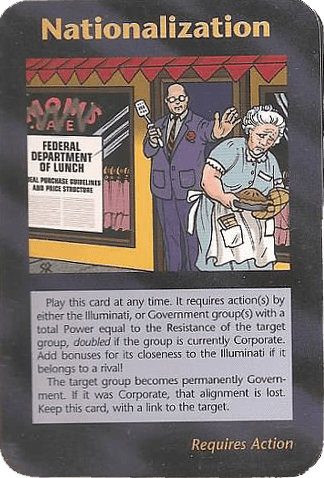 Nationalization
MOM'S
CAFE
FEDERAL
DEPARTMENT
OF LUNCH
MEAL PURCHASE GUIDELINES
AND PRICE STRUCTURE
Play this card at any time. It requires action(s) by
either the Illuminati, or Government group(s) with a
total Power equal to the Resistance of the target
group, doubled if the group is currently Corporate.
Add bonuses for its closeness to the Illuminati if it
belongs to a rival!
The target group becomes permanently Govern-
ment. If it was Corporate, that alignment is lost.
Keep this card, with a link to the target.
Requires Action